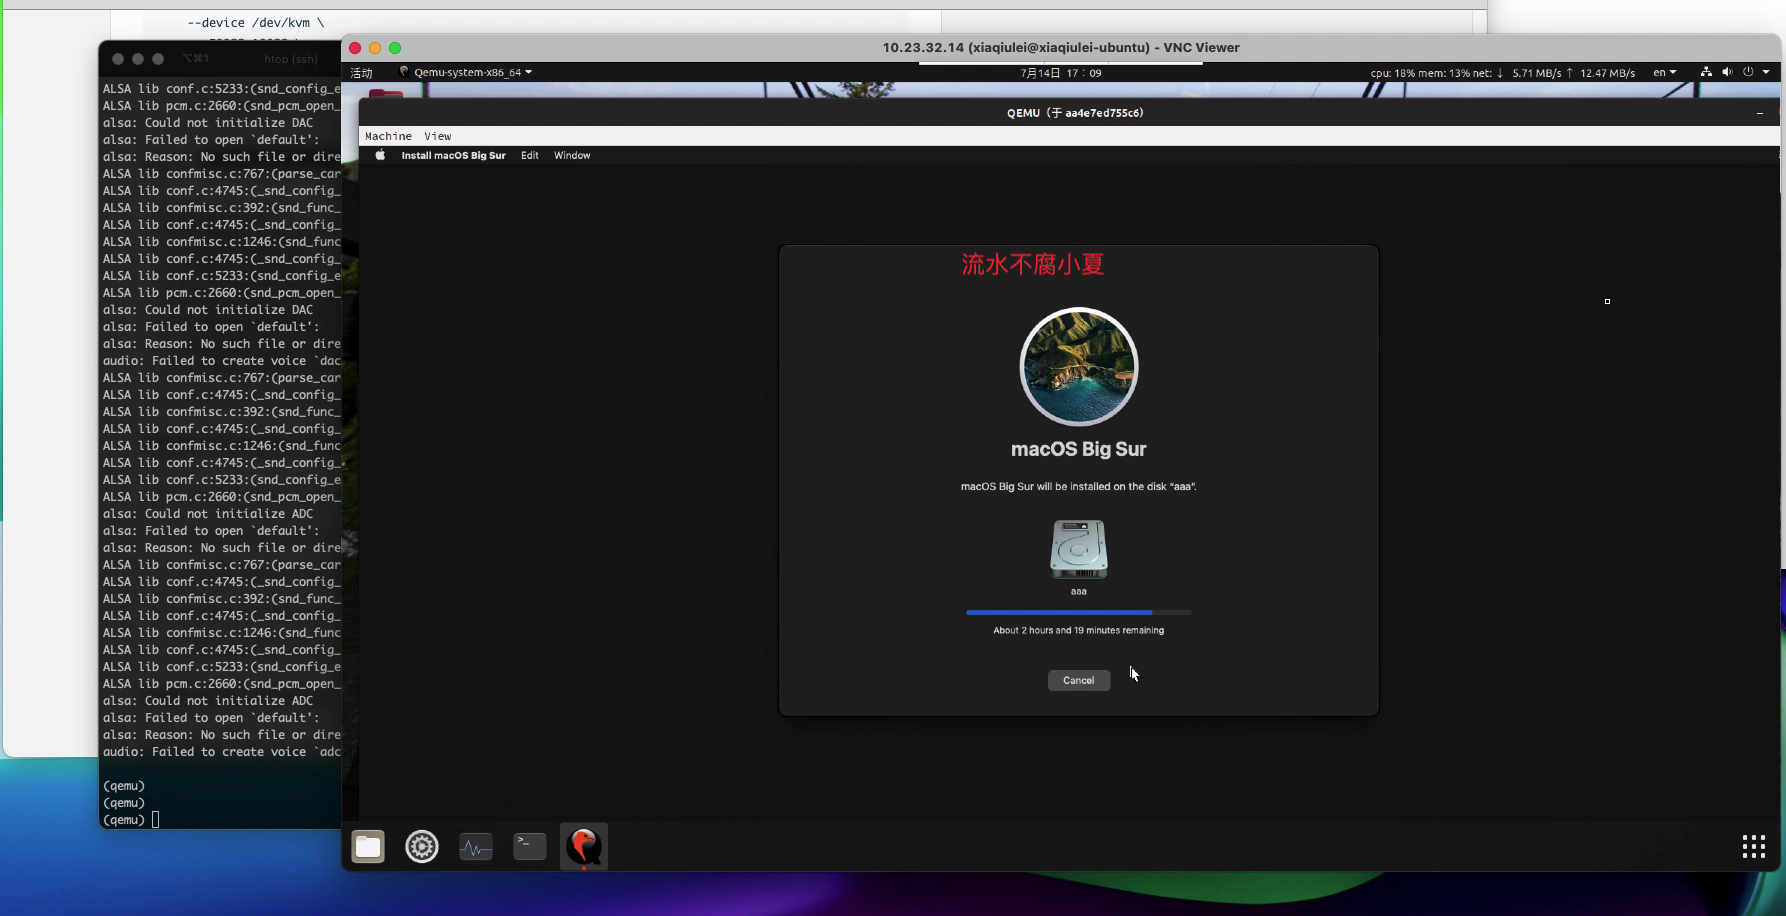 --device /dev/kvm \
⌥⌘1
htop (ssh)
ALSA lib conf.c:5233:(snd_config_e
ALSA lib pcm.c:2660:(snd_pcm_open_
alsa: Could not initialize DAC
alsa: Failed to open `default':
alsa: Reason: No such file or dire
ALSA lib confmisc.c:767:(parse_car
ALSA lib conf.c:4745:(_snd_config_
ALSA lib confmisc.c:392:(snd_func_
ALSA lib conf.c:4745:(_snd_config_
ALSA lib confmisc.c:1246:(snd_func
ALSA lib conf.c:4745:(_snd_config_
ALSA lib conf.c:5233:(snd_config_e
ALSA lib pcm.c:2660:(snd_pcm_open_
alsa: Could not initialize DAC
alsa: Failed to open `default':
alsa: Reason: No such file or dire
audio: Failed to create voice `dac
ALSA lib confmisc.c:767:(parse_car
ALSA lib conf.c:4745:(_snd_config_
ALSA lib confmisc.c:392:(snd_func_
ALSA lib conf.c:4745:(_snd_config_
ALSA lib confmisc.c:1246:(snd_func
ALSA lib conf.c:4745:(_snd_config_
ALSA lib conf.c:5233:(snd_config_e
ALSA lib pcm.c:2660:(snd_pcm_open_
alsa: Could not initialize ADC
alsa: Failed to open `default':
alsa: Reason: No such file or dire
ALSA lib confmisc.c:767:(parse_car
ALSA lib conf.c:4745:(_snd_config_
ALSA lib confmisc.c:392:(snd_func_
ALSA lib conf.c:4745:(_snd_config_
ALSA lib confmisc.c:1246:(snd_func
ALSA lib conf.c:4745:(_snd_config_
ALSA lib conf.c:5233:(snd_config_e
ALSA lib pcm.c:2660:(snd_pcm_open_
alsa: Could not initialize ADC
alsa: Failed to open `default':
alsa: Reason: No such file or dire
audio: Failed to create voice `adc
(qemu)
(qemu)
(qemu)
10.23.32.14 (xiaqiulei@xiaqiulei-ubuntu) - VNC Viewer
活动 Qemu-system-x86_64 7月14日 17：09 cpu: 18% mem: 13% net: ↓ 5.71 MB/s ↑ 12.47 MB/s en
QEMU（于 aa4e7ed755c6）
Machine View
Install macOS Big Sur Edit Window
流水不腐小夏
macOS Big Sur
macOS Big Sur will be installed on the disk “aaa”.
aaa
About 2 hours and 19 minutes remaining
Cancel